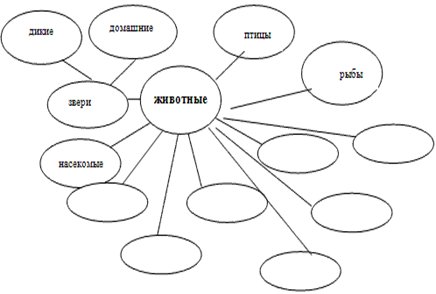 дикие
домашние
птицы
рыбы
звери
животные
насекомые